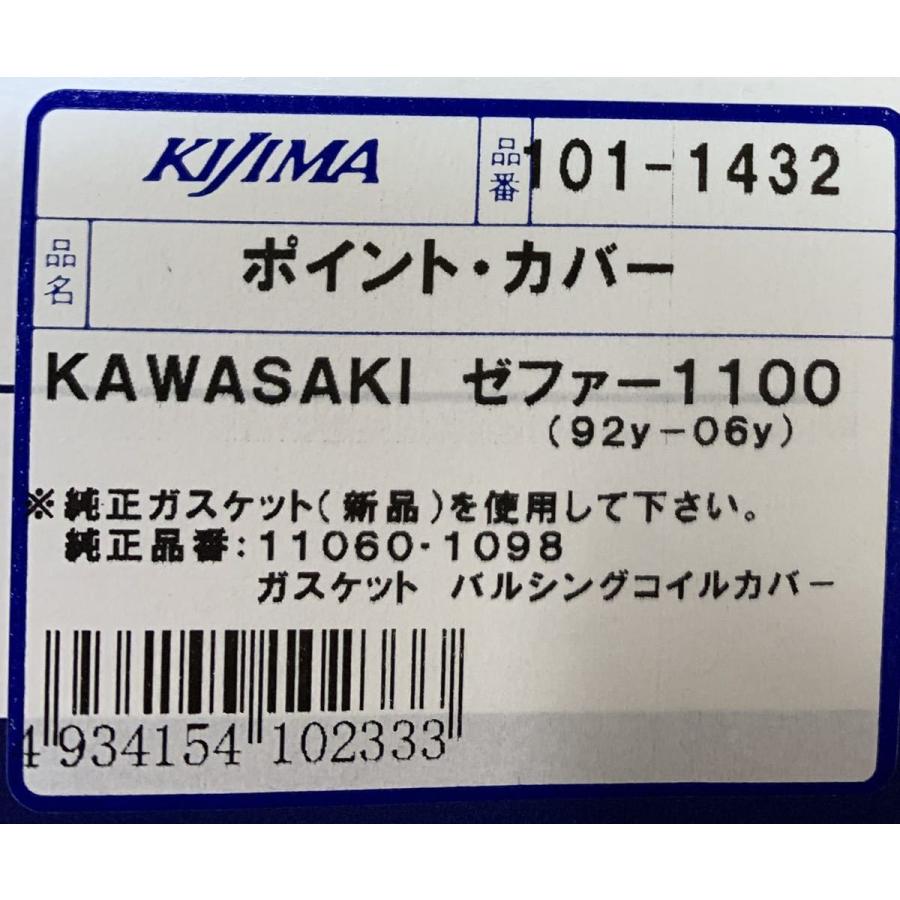 KIJIMA
品番
101-1432
品名
ポイント・カバー
KAWASAKI ゼファー1100
(92y-06y)
※純正ガスケット(新品)を使用して下さい。
純正品番:11060-1098
ガスケット バルシングコイルカバー
4 934154 102333